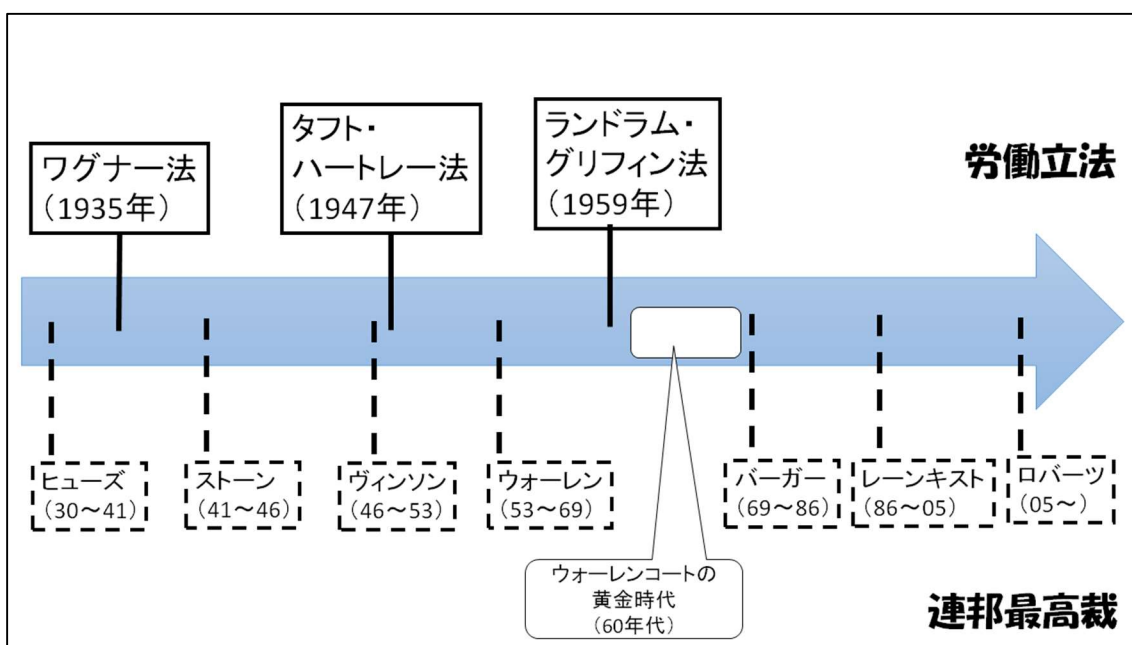 ワグナー法
(1935年)
タフト・
ハートレー法
(1947年)
ランドラム・
グリフィン法
(1959年)
労働立法
ヒューズ
(30～41)
ストーン
(41～46)
ヴィンソン
(46～53)
ウォーレン
(53～69)
バーガー
(69～86)
レーンキスト
(86～05)
ロバーツ
(05～)
ウォーレンコートの
黄金時代
(60年代)
連邦最高裁